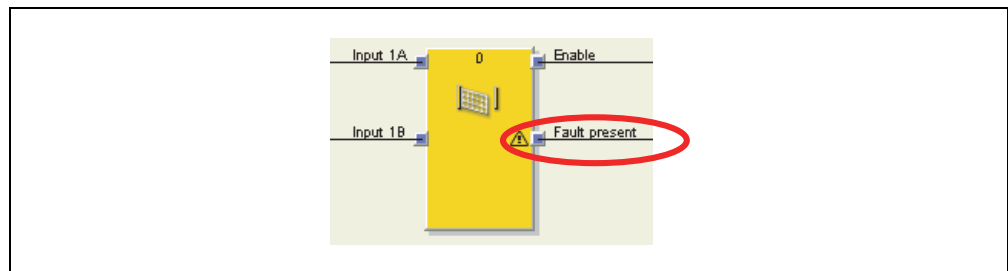 Input 1A
0
Enable
Input 1B
Fault present